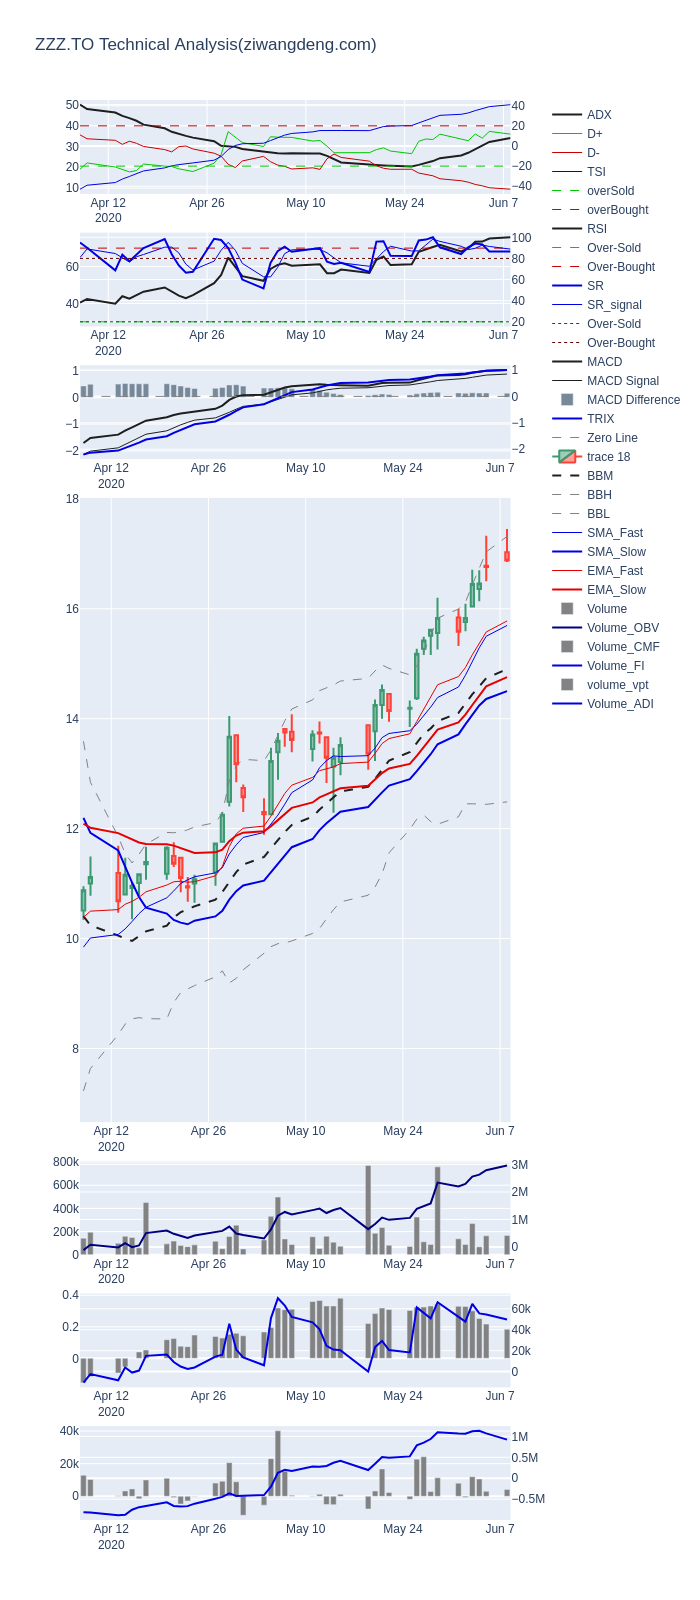 ZZZ.TO Technical Analysis(ziwangdeng.com)
50
40
30
20
10
40
20
0
−20
−40
Apr 12
2020
Apr 26
May 10
May 24
Jun 7
60
40
100
80
60
40
20
Apr 12
2020
Apr 26
May 10
May 24
Jun 7
1
0
−1
−2
1
0
−1
−2
Apr 12
2020
Apr 26
May 10
May 24
Jun 7
18
16
14
12
10
8
Apr 12
2020
Apr 26
May 10
May 24
Jun 7
800k
600k
400k
200k
0
3M
2M
1M
0
Apr 12
2020
Apr 26
May 10
May 24
Jun 7
0.4
0.2
0
60k
40k
20k
0
Apr 12
2020
Apr 26
May 10
May 24
Jun 7
40k
20k
0
1M
0.5M
0
−0.5M
Apr 12
2020
Apr 26
May 10
May 24
Jun 7
ADX
D+
D-
TSI
overSold
overBought
RSI
Over-Sold
Over-Bought
SR
SR_signal
Over-Sold
Over-Bought
MACD
MACD Signal
MACD Difference
TRIX
Zero Line
trace 18
BBM
BBH
BBL
SMA_Fast
SMA_Slow
EMA_Fast
EMA_Slow
Volume
Volume_OBV
Volume_CMF
Volume_FI
volume_vpt
Volume_ADI